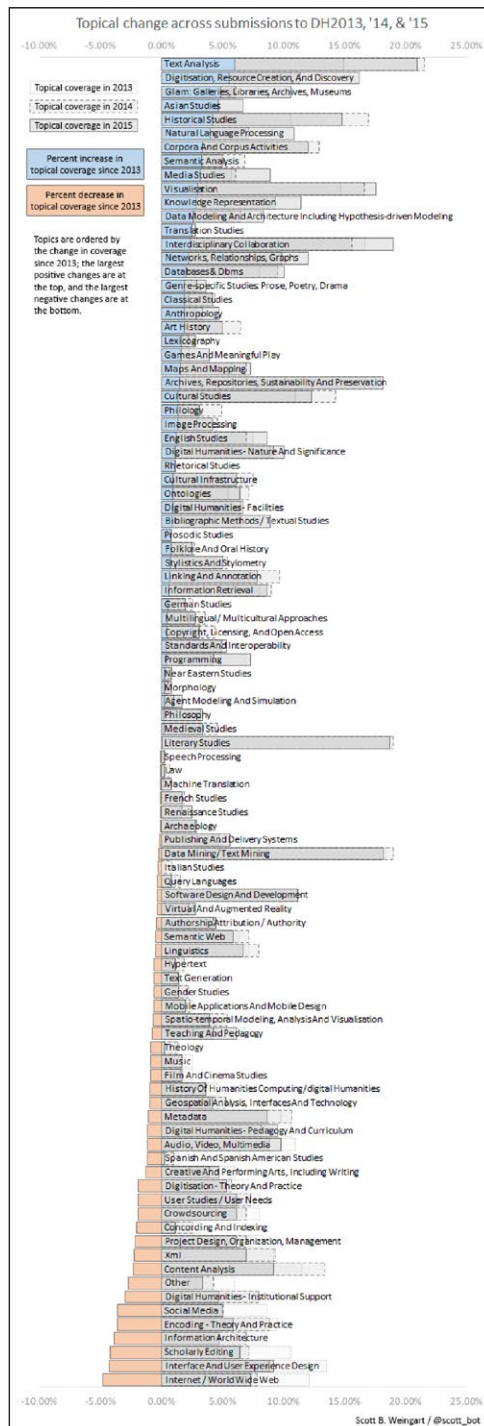 Topical change across submissions to DH2013, '14, & '15
-10.00% -5.00% 0.00% 5.00% 10.00% 15.00% 20.00% 25.00%
Topical coverage in 2013
Topical coverage in 2014
Topical coverage in 2015
Percent increase in
topical coverage since 2013
Percent decrease in
topical coverage since 2013
Topics are ordered by
the change in coverage
since 2013; the largest
positive changes are at
the top, and the largest
negative changes are at
the bottom.
Text Analysis
Digitisation, Resource Creation, And Discovery
Glam: Galleries, Libraries, Archives, Museums
Asian Studies
Historical Studies
Natural Language Processing
Corpora And Corpus Activities
Semantic Analysis
Media Studies
Visualisation
Knowledge Representation
Data Modeling And Architecture Including Hypothesis-driven Modeling
Translation Studies
Interdisciplinary Collaboration
Networks, Relationships, Graphs
Databases & Dbms
Genre-specific Studies: Prose, Poetry, Drama
Classical Studies
Anthropology
Art History
Lexicography
Games And Meaningful Play
Maps And Mapping
Archives, Repositories, Sustainability And Preservation
Cultural Studies
Philology
Image Processing
English Studies
Digital Humanities - Nature And Significance
Rhetorical Studies
Cultural Infrastructure
Ontologies
Digital Humanities - Facilities
Bibliographic Methods / Textual Studies
Prosodic Studies
Folklore And Oral History
Stylistics And Stylometry
Linking And Annotation
Information Retrieval
German Studies
Multilingual / Multicultural Approaches
Copyright, Licensing, And Open Access
Standards And Interoperability
Programming
Near Eastern Studies
Morphology
Agent Modeling And Simulation
Philosophy
Medieval Studies
Literary Studies
Speech Processing
Law
Machine Translation
French Studies
Renaissance Studies
Archaeology
Publishing And Delivery Systems
Data Mining / Text Mining
Italian Studies
Query Languages
Software Design And Development
Virtual And Augmented Reality
Authorship Attribution / Authority
Semantic Web
Linguistics
Hypertext
Text Generation
Gender Studies
Mobile Applications And Mobile Design
Spatio-temporal Modeling, Analysis And Visualisation
Teaching And Pedagogy
Theology
Music
Film And Cinema Studies
History Of Humanities Computing/digital Humanities
Geospatial Analysis, Interfaces And Technology
Metadata
Digital Humanities - Pedagogy And Curriculum
Audio, Video, Multimedia
Spanish And Spanish American Studies
Creative And Performing Arts, Including Writing
Digitisation - Theory And Practice
User Studies / User Needs
Crowdsourcing
Concording And Indexing
Project Design, Organization, Management
Xml
Content Analysis
Other
Digital Humanities - Institutional Support
Social Media
Encoding - Theory And Practice
Information Architecture
Scholarly Editing
Interface And User Experience Design
Internet / World Wide Web
-10.00% -5.00% 0.00% 5.00% 10.00% 15.00% 20.00% 25.00%
Scott B. Weingart / @scott_bot